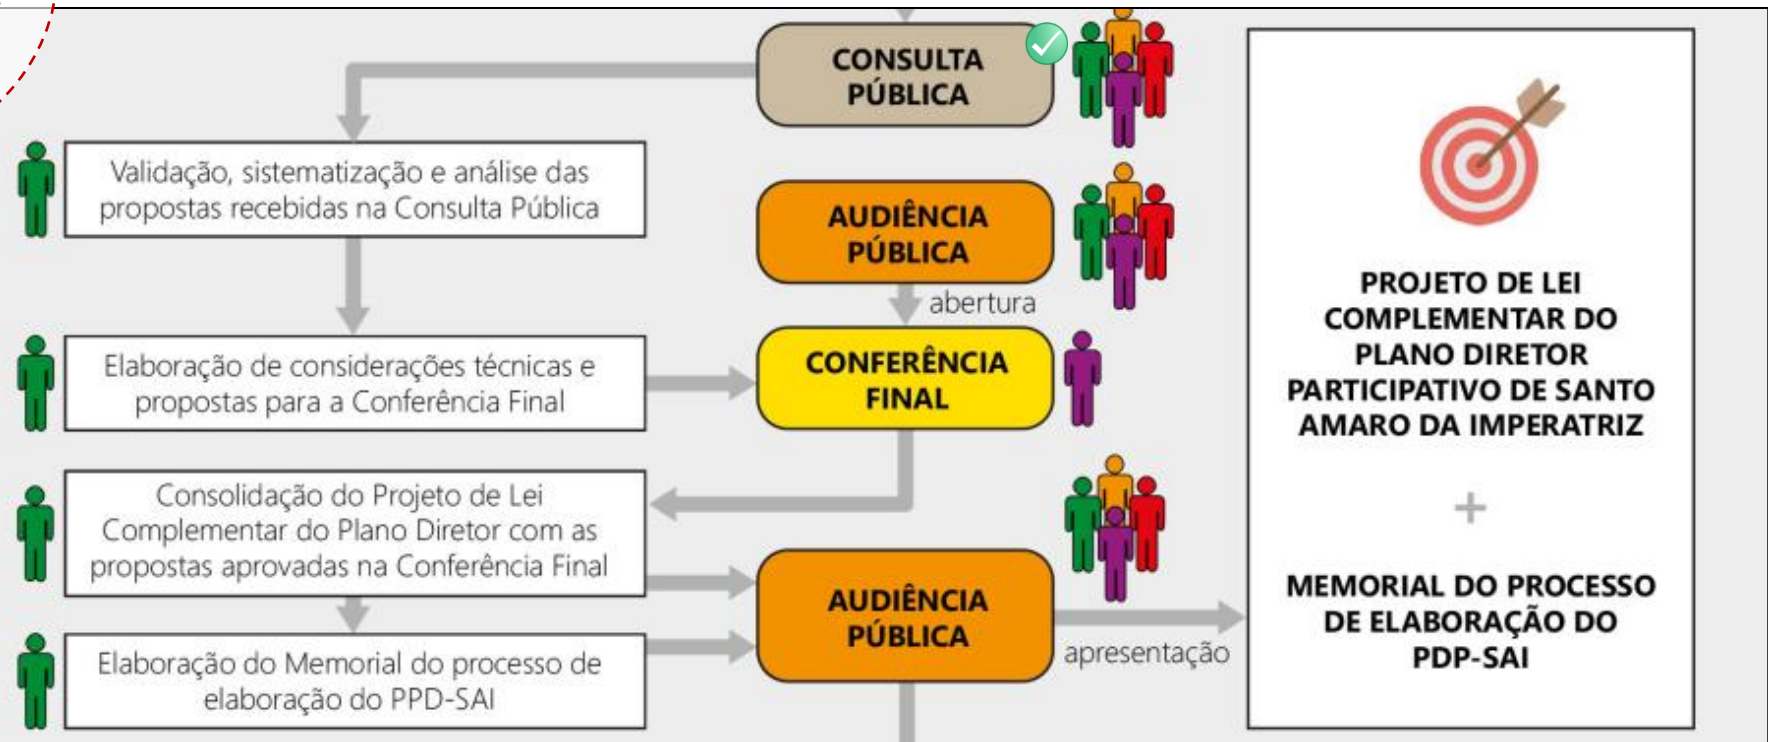 CONSULTA
PÚBLICA
Validação, sistematização e análise das
propostas recebidas na Consulta Pública
AUDIÊNCIA
PÚBLICA
abertura
Elaboração de considerações técnicas e
propostas para a Conferência Final
CONFERÊNCIA
FINAL
Consolidação do Projeto de Lei
Complementar do Plano Diretor com as
propostas aprovadas na Conferência Final
Elaboração do Memorial do processo de
elaboração do PPD-SAI
AUDIÊNCIA
PÚBLICA
apresentação
PROJETO DE LEI
COMPLEMENTAR DO
PLANO DIRETOR
PARTICIPATIVO DE SANTO
AMARO DA IMPERATRIZ
+
MEMORIAL DO PROCESSO
DE ELABORAÇÃO DO
PDP-SAI